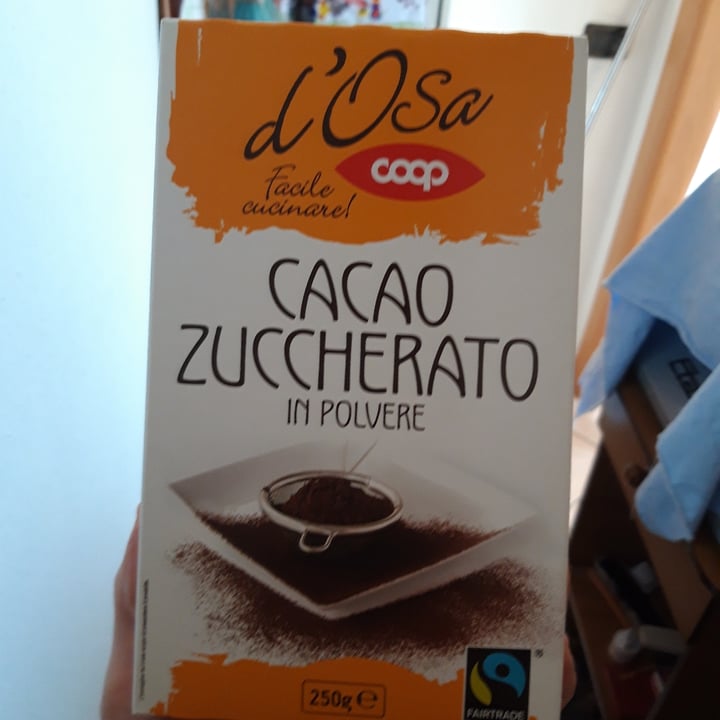 d'Osa
coop
Facile
cucinare!
CACAO
ZUCCHERATO
IN POLVERE
250g ℮
FAIRTRADE
®